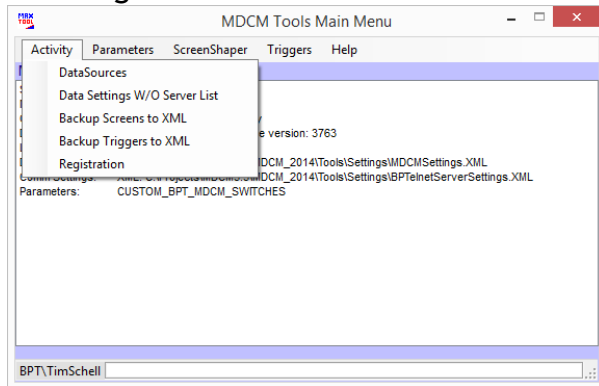 MRX
TOOL
MDCM Tools Main Menu
Activity Parameters ScreenShaper Triggers Help
DataSources
Data Settings W/O Server List
Backup Screens to XML
e version: 3763
Backup Triggers to XML
Registration
MDCM_2014\Tools\Settings\MDCMSettings.XML
MDCM_2014\Tools\Settings\BPTelnetServerSettings.XML
Parameters: CUSTOM_BPT_MDCM_SWITCHES
BPT\TimSchell